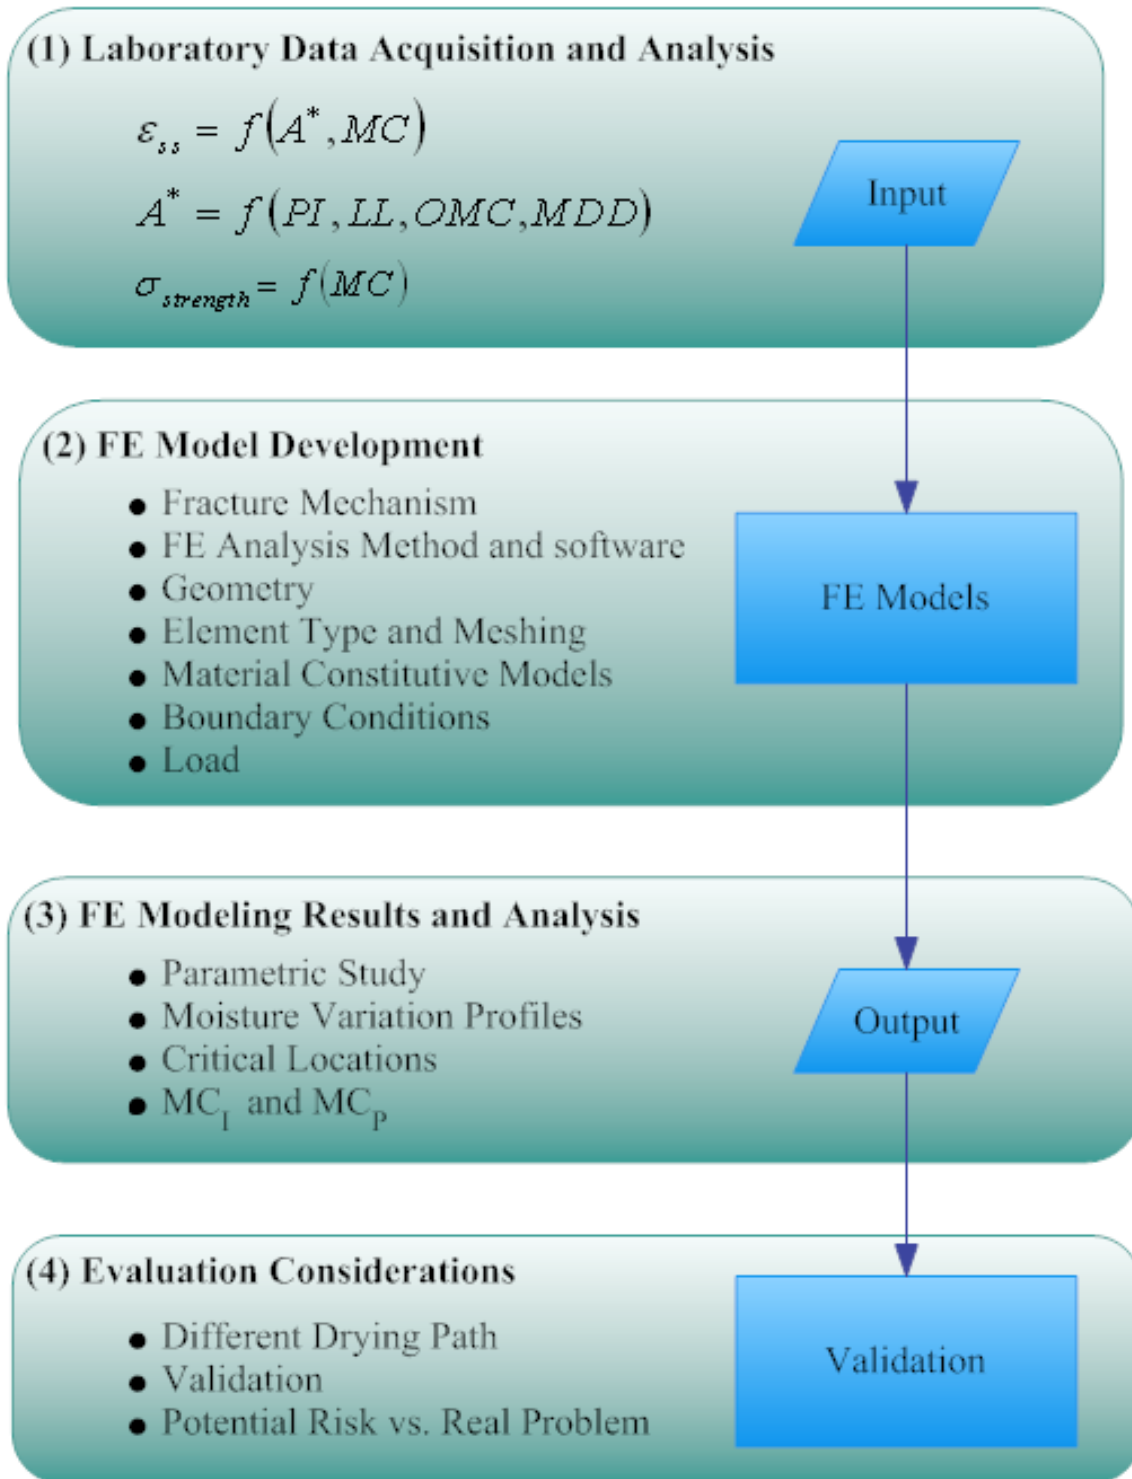 (1) Laboratory Data Acquisition and Analysis
ε_ss = f(A*, MC)
A* = f(PI, LL, OMC, MDD)
σ_strength = f(MC)
Input
(2) FE Model Development
● Fracture Mechanism
● FE Analysis Method and software
● Geometry
● Element Type and Meshing
● Material Constitutive Models
● Boundary Conditions
● Load
FE Models
(3) FE Modeling Results and Analysis
● Parametric Study
● Moisture Variation Profiles
● Critical Locations
● MC_I and MC_P
Output
(4) Evaluation Considerations
● Different Drying Path
● Validation
● Potential Risk vs. Real Problem
Validation